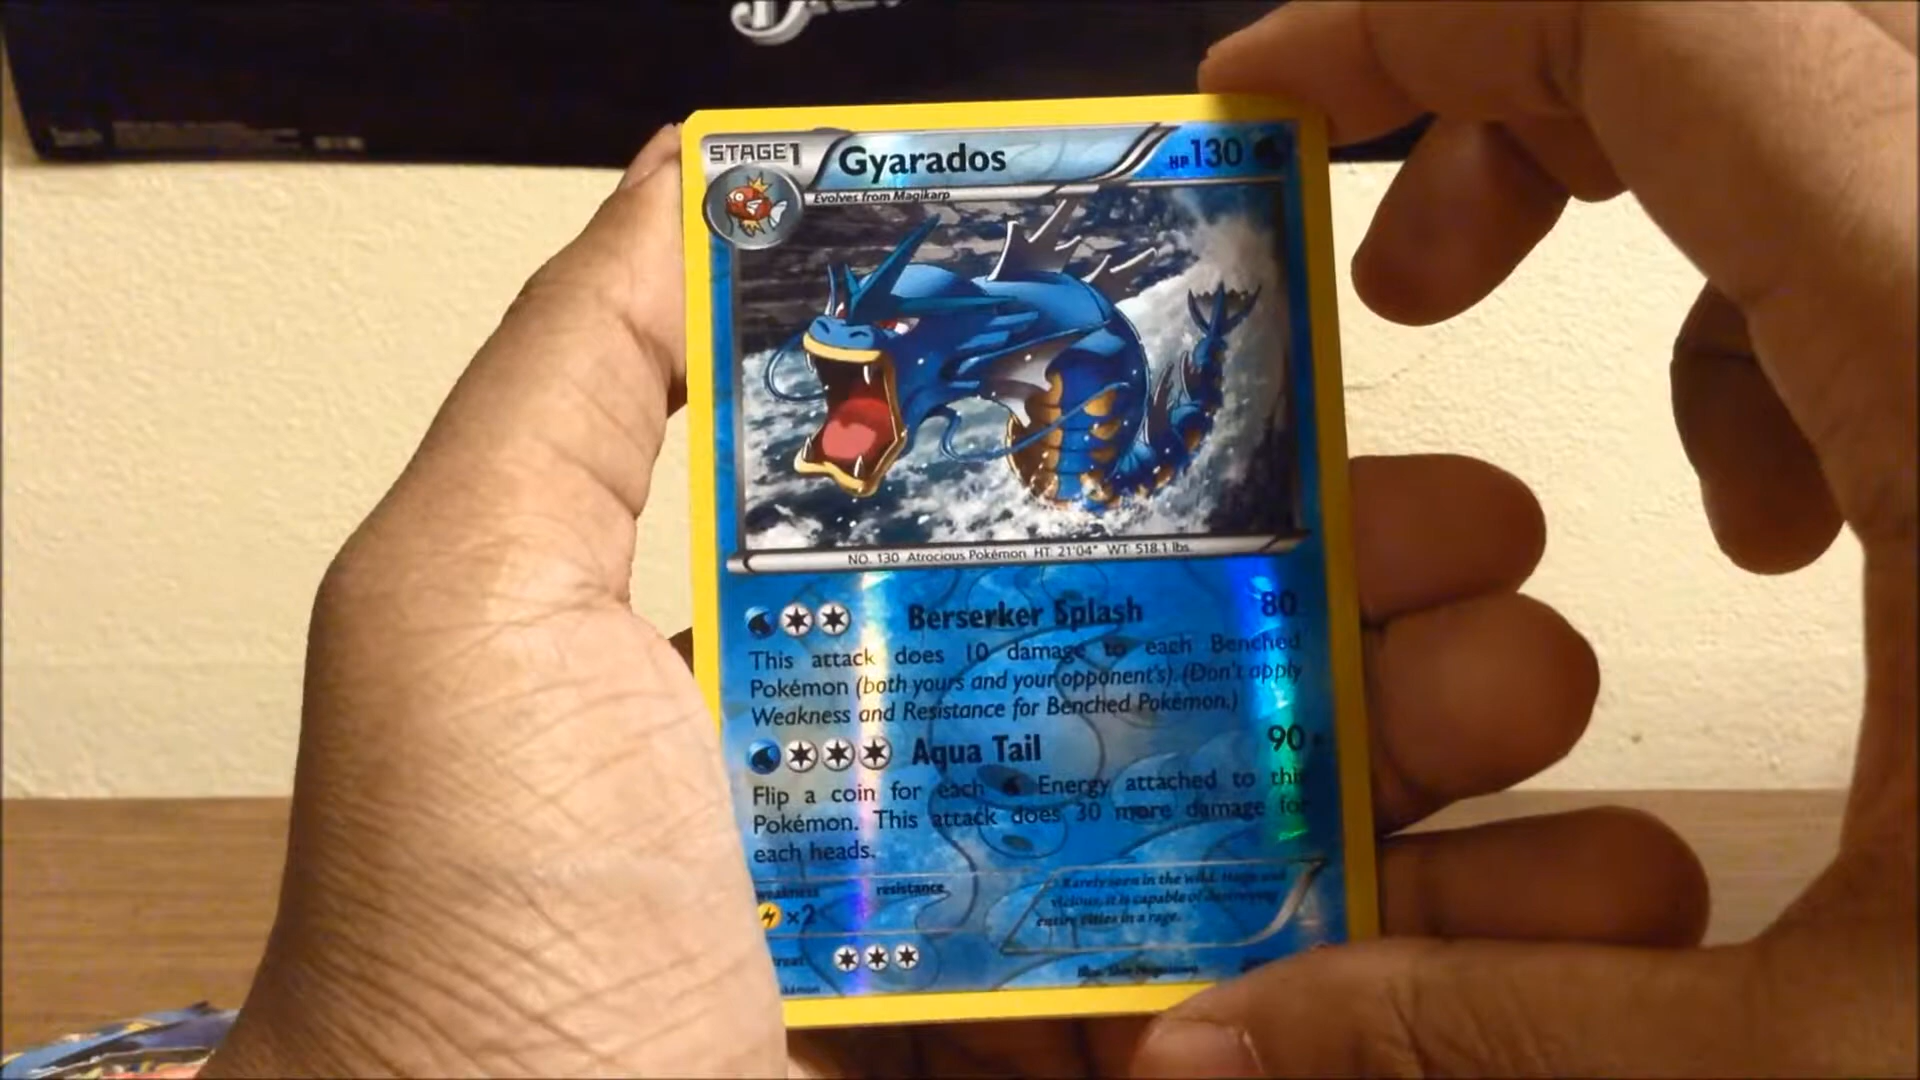 STAGE1 Gyarados HP130
Evolves from Magikarp
NO. 130 Atrocious Pokémon HT: 21'04" WT: 518.1 lbs.
Berserker Splash 80
This attack does 10 damage to each Benched
Pokémon (both yours and your opponent's). (Don't apply
Weakness and Resistance for Benched Pokémon.)
Aqua Tail 90
Flip a coin for each Energy attached to this
Pokémon. This attack does 30 more damage for
each heads.
weakness resistance
×2
Rarely seen in the wild. Huge and
vicious, it is capable of destroying
entire cities in a rage.